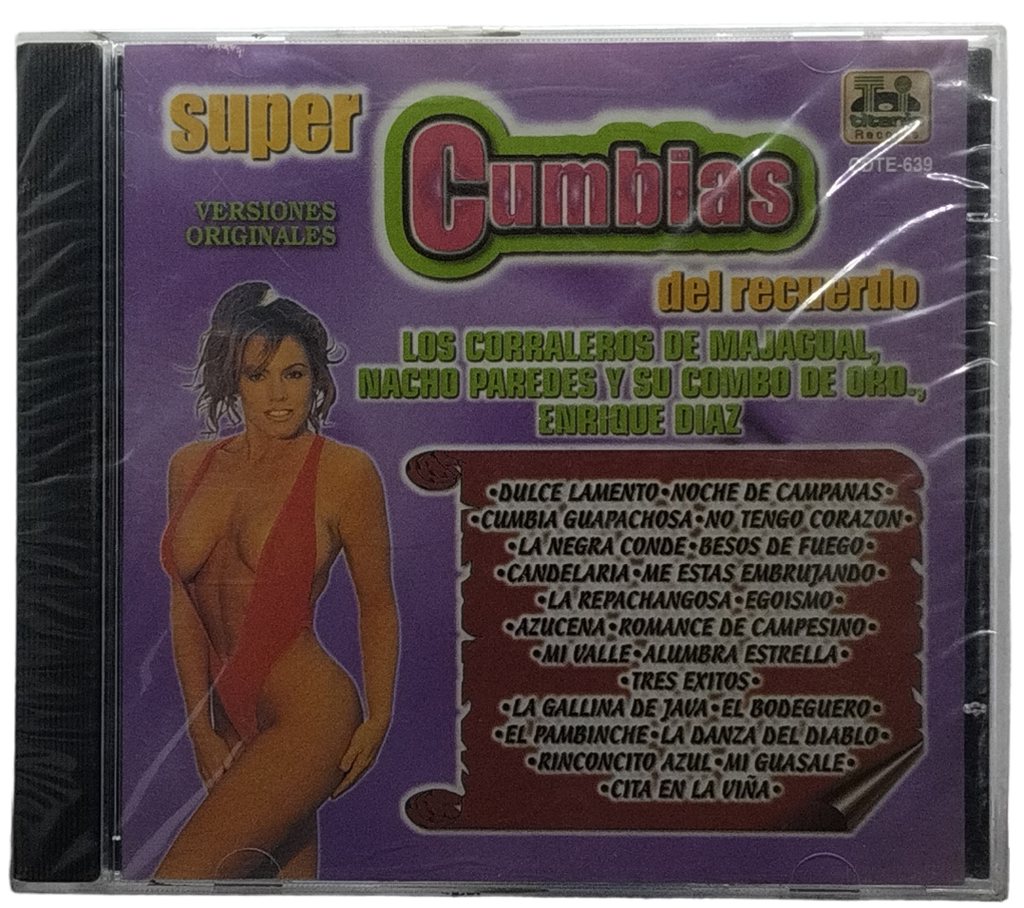 super
Cumbias
del recuerdo
VERSIONES
ORIGINALES
titanio
Records
CDTE-639
LOS CORRALEROS DE MAJAGUAL,
NACHO PAREDES Y SU COMBO DE ORO.,
ENRIQUE DIAZ
•DULCE LAMENTO•NOCHE DE CAMPANAS•
•CUMBIA GUAPACHOSA•NO TENGO CORAZON•
•LA NEGRA CONDE•BESOS DE FUEGO•
•CANDELARIA•ME ESTAS EMBRUJANDO•
•LA REPACHANGOSA•EGOISMO•
•AZUCENA•ROMANCE DE CAMPESINO•
•MI VALLE•ALUMBRA ESTRELLA•
•TRES EXITOS•
•LA GALLINA DE JAVA•EL BODEGUERO•
•EL PAMBINCHE•LA DANZA DEL DIABLO•
•RINCONCITO AZUL•MI GUASALE•
•CITA EN LA VIÑA•